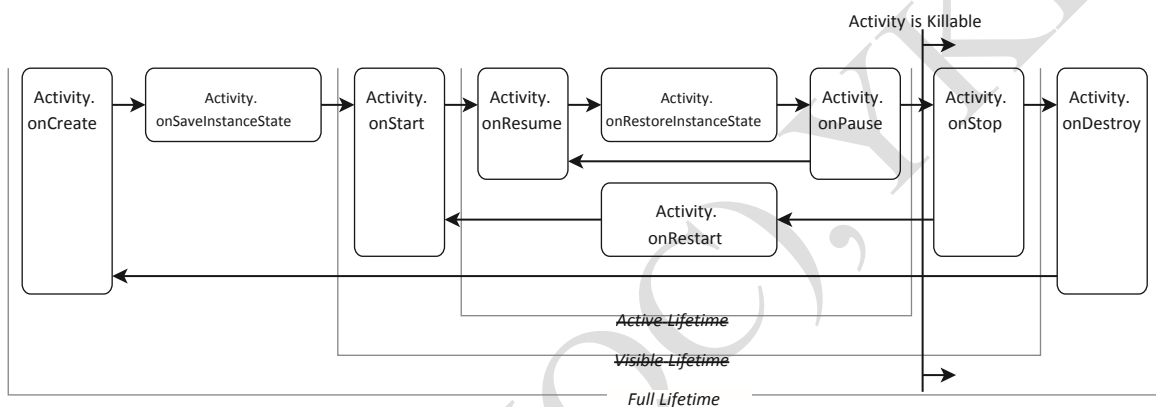 Activity is Killable
Activity.
onCreate
Activity.
onSaveInstanceState
Activity.
onStart
Activity.
onResume
Activity.
onRestoreInstanceState
Activity.
onPause
Activity.
onStop
Activity.
onDestroy
Activity.
onRestart
Active Lifetime
Visible Lifetime
Full Lifetime